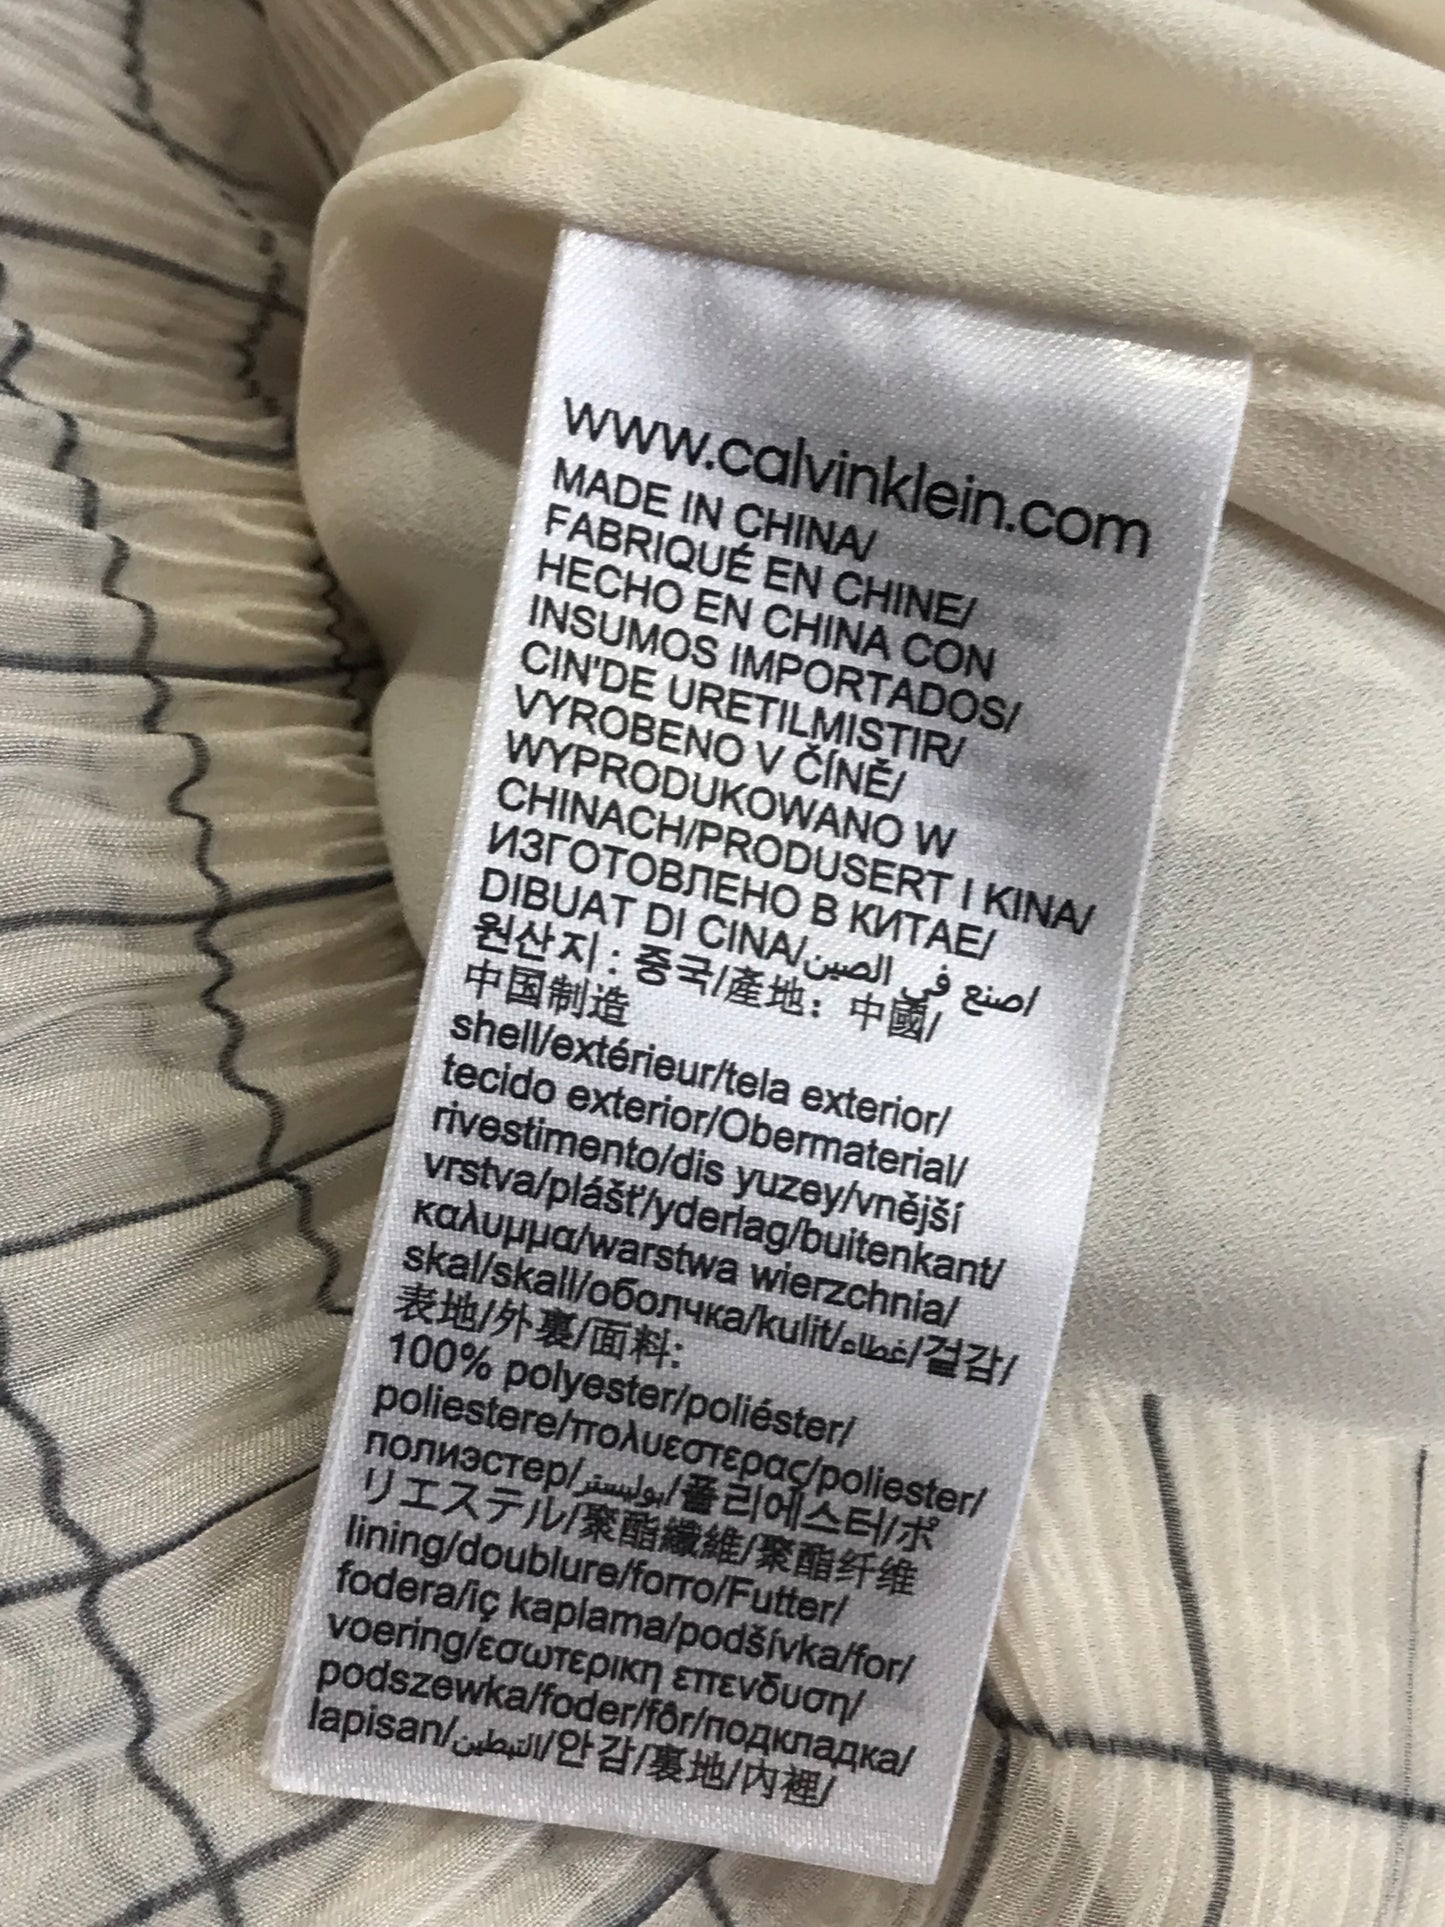 www.calvinklein.com
MADE IN CHINA/
FABRIQUÉ EN CHINE/
HECHO EN CHINA CON
INSUMOS IMPORTADOS/
CIN'DE URETILMISTIR/
VYROBENO V ČÍNĚ/
WYPRODUKOWANO W
CHINACH/PRODUSERT I KINA/
ИЗГОТОВЛЕНО В КИТАЕ/
DIBUAT DI CINA/اصنع في الصين/
원산지 : 중국/產地：中國/
中国制造
shell/extérieur/tela exterior/
tecido exterior/Obermaterial/
rivestimento/dis yuzey/vnější
vrstva/plášť/yderlag/buitenkant/
καλυμμα/warstwa wierzchnia/
skal/skall/оболчка/kulit/غطاء/겉감/
表地/外裏/面料:
100% polyester/poliéster/
poliestere/πολυεστερας/poliester/
полиэстер/بوليستر/폴리에스터/ポ
リエステル/聚酯纖維/聚酯纤维
lining/doublure/forro/Futter/
fodera/iç kaplama/podšívka/for/
voering/εσωτερικη επενδυση/
podszewka/foder/fôr/подкладка/
lapisan/التبطين/안감/裏地/內裡/